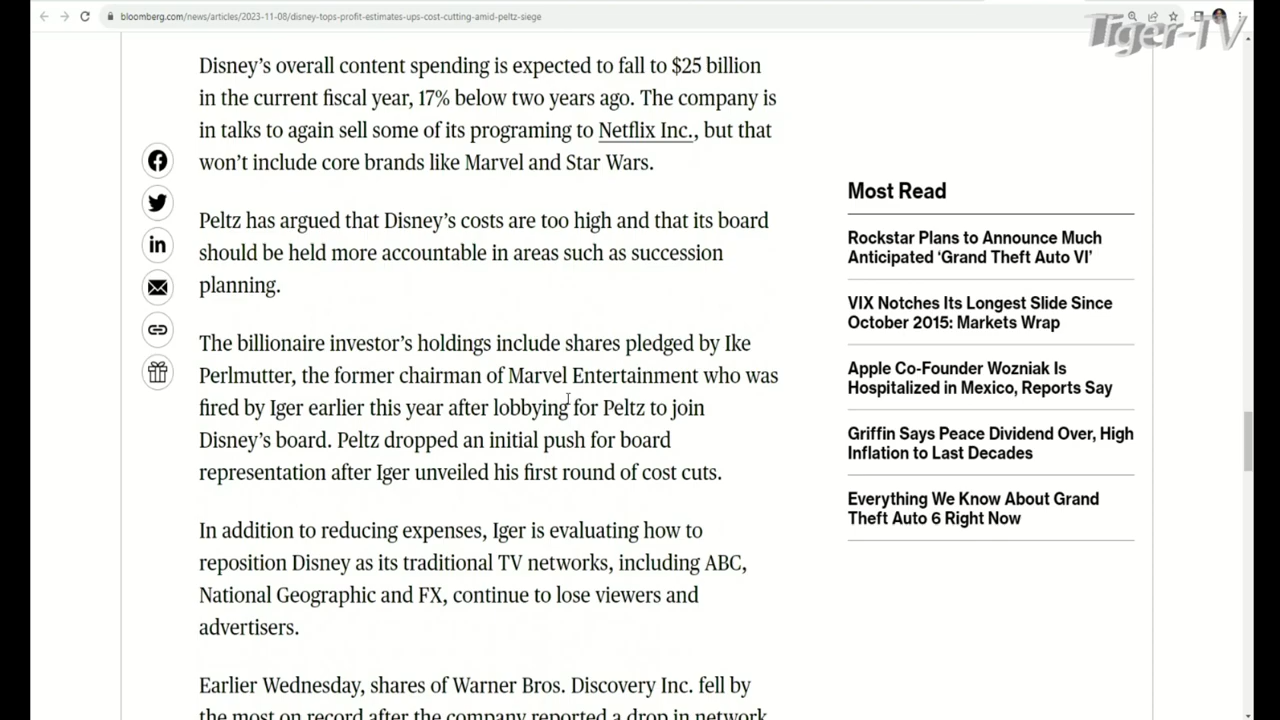 bloomberg.com/news/articles/2023-11-08/disney-tops-profit-estimates-ups-cost-cutting-amid-peltz-siege
Tiger-TV
Disney’s overall content spending is expected to fall to $25 billion
in the current fiscal year, 17% below two years ago. The company is
in talks to again sell some of its programing to Netflix Inc., but that
won’t include core brands like Marvel and Star Wars.
Peltz has argued that Disney’s costs are too high and that its board
should be held more accountable in areas such as succession
planning.
The billionaire investor’s holdings include shares pledged by Ike
Perlmutter, the former chairman of Marvel Entertainment who was
fired by Iger earlier this year after lobbying for Peltz to join
Disney’s board. Peltz dropped an initial push for board
representation after Iger unveiled his first round of cost cuts.
In addition to reducing expenses, Iger is evaluating how to
reposition Disney as its traditional TV networks, including ABC,
National Geographic and FX, continue to lose viewers and
advertisers.
Earlier Wednesday, shares of Warner Bros. Discovery Inc. fell by
the most on record after the company reported a drop in network
Most Read
Rockstar Plans to Announce Much
Anticipated ‘Grand Theft Auto VI’
VIX Notches Its Longest Slide Since
October 2015: Markets Wrap
Apple Co-Founder Wozniak Is
Hospitalized in Mexico, Reports Say
Griffin Says Peace Dividend Over, High
Inflation to Last Decades
Everything We Know About Grand
Theft Auto 6 Right Now